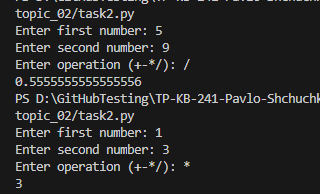 topic_02/task2.py
Enter first number: 5
Enter second number: 9
Enter operation (+-*/): /
0.5555555555555556
PS D:\GitHubTesting\TP-KB-241-Pavlo-Shchuchk
topic_02/task2.py
Enter first number: 1
Enter second number: 3
Enter operation (+-*/): *
3